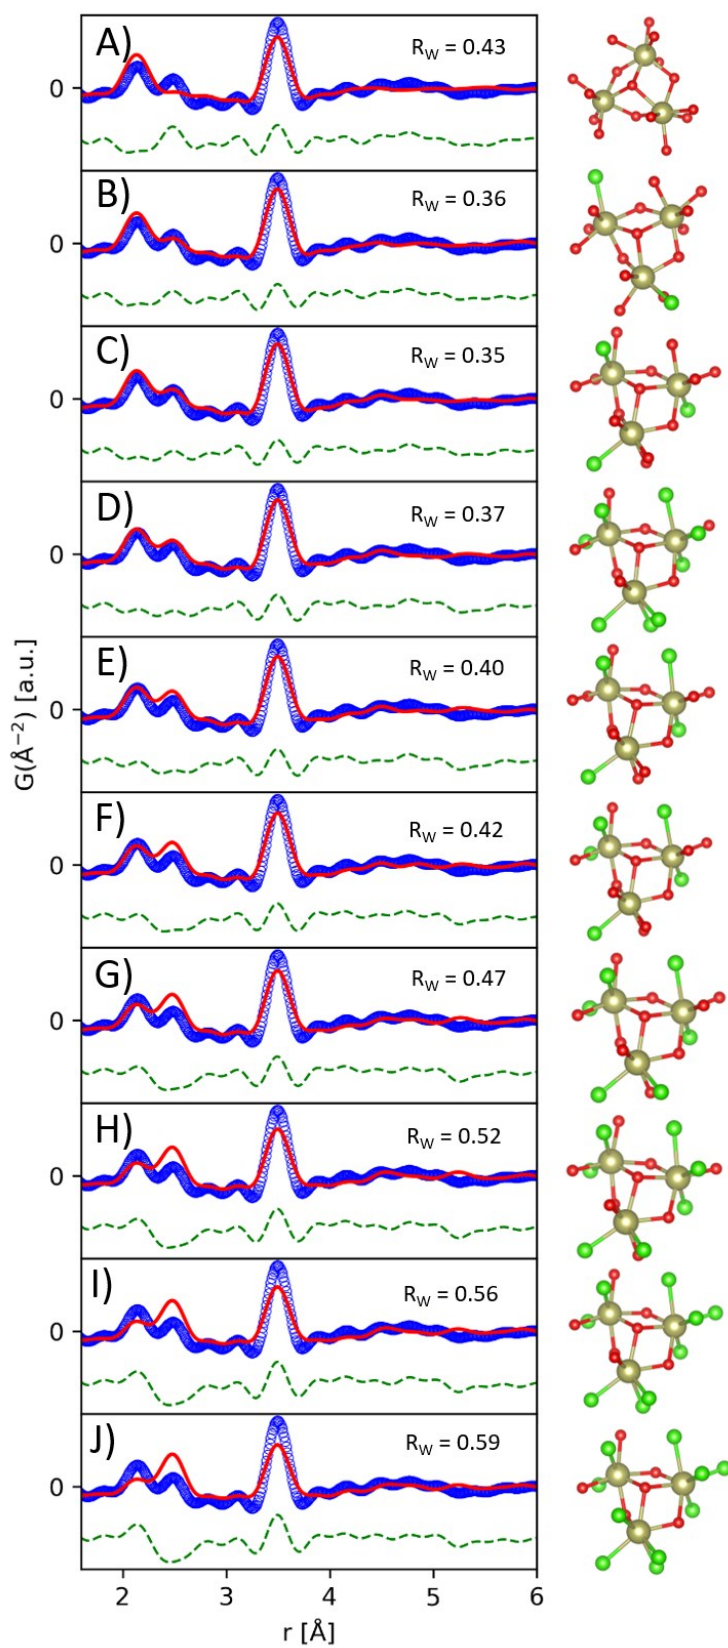 A)
R_W = 0.43
0
B)
R_W = 0.36
0
C)
R_W = 0.35
0
D)
R_W = 0.37
0
E)
R_W = 0.40
0
F)
R_W = 0.42
0
G)
R_W = 0.47
0
H)
R_W = 0.52
0
I)
R_W = 0.56
0
J)
R_W = 0.59
0
G(Å⁻²) [a.u.]
2 3 4 5 6
r [Å]